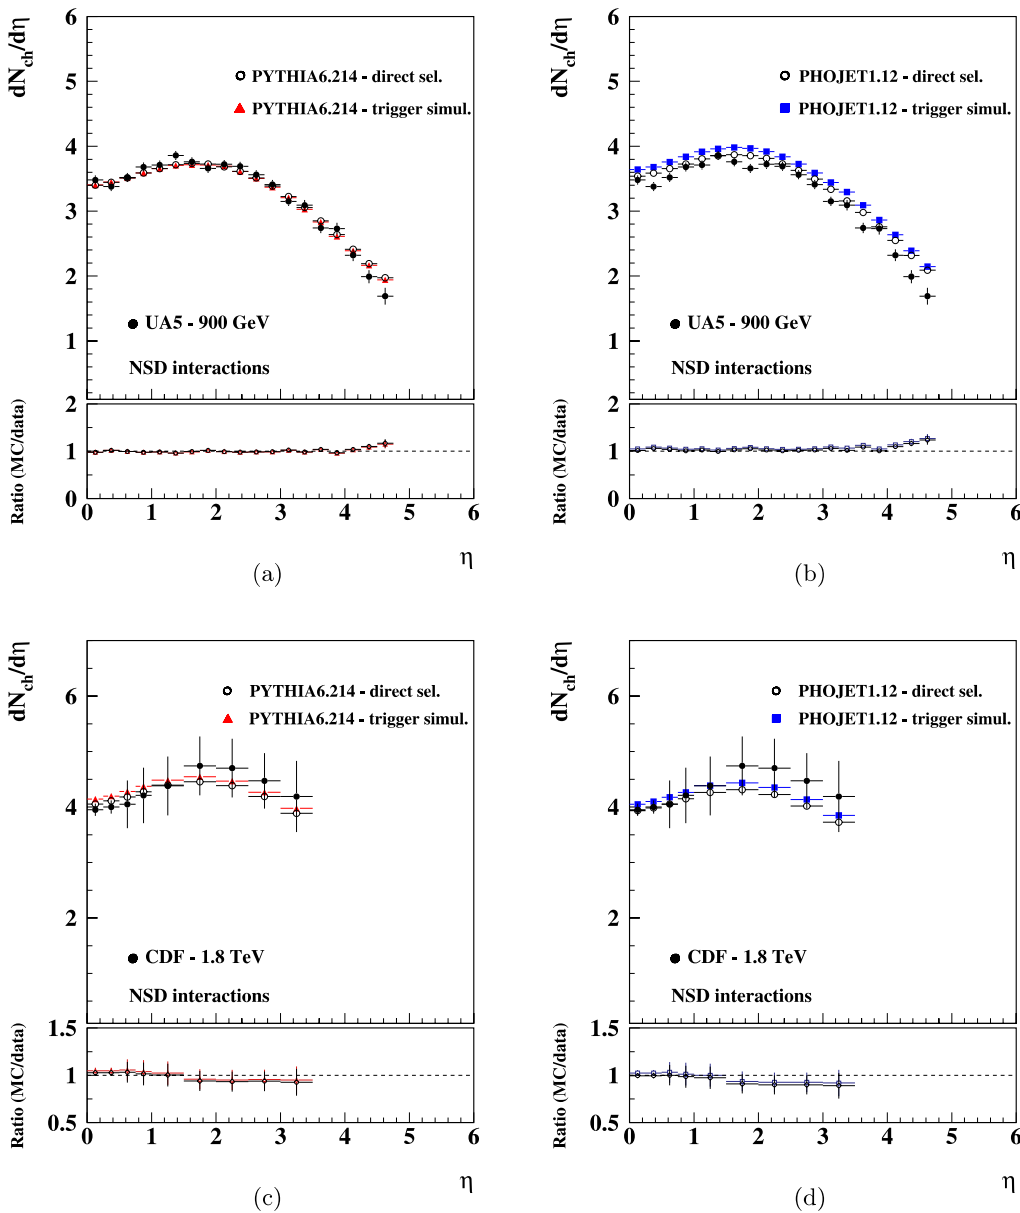 dN_ch/dη
6
5
4
3
2
1
PYTHIA6.214 - direct sel.
PYTHIA6.214 - trigger simul.
UA5 - 900 GeV
NSD interactions
Ratio (MC/data)
2
1
0
0 1 2 3 4 5 6
η
(a)
dN_ch/dη
6
5
4
3
2
1
PHOJET1.12 - direct sel.
PHOJET1.12 - trigger simul.
UA5 - 900 GeV
NSD interactions
Ratio (MC/data)
2
1
0
0 1 2 3 4 5 6
η
(b)
dN_ch/dη
6
4
2
PYTHIA6.214 - direct sel.
PYTHIA6.214 - trigger simul.
CDF - 1.8 TeV
NSD interactions
Ratio (MC/data)
1.5
1
0.5
0 1 2 3 4 5 6
η
(c)
dN_ch/dη
6
4
2
PHOJET1.12 - direct sel.
PHOJET1.12 - trigger simul.
CDF - 1.8 TeV
NSD interactions
Ratio (MC/data)
1.5
1
0.5
0 1 2 3 4 5 6
η
(d)